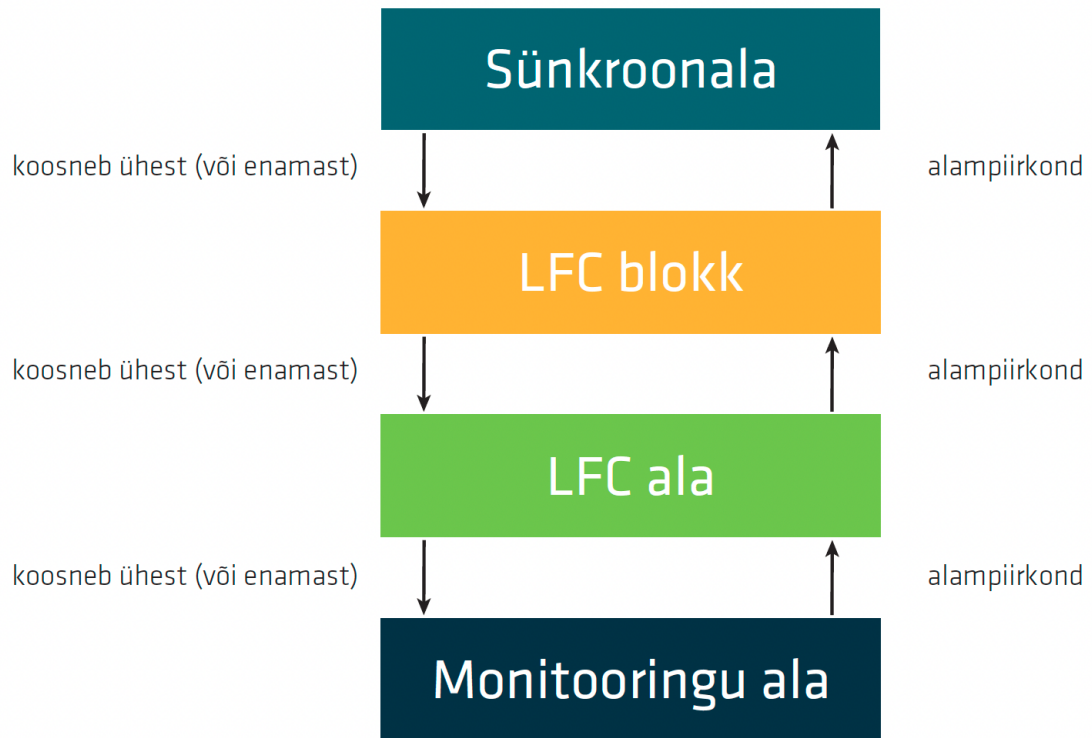 Sünkroonala
koosneb ühest (või enamast)
alampiirkond
LFC blokk
koosneb ühest (või enamast)
alampiirkond
LFC ala
koosneb ühest (või enamast)
alampiirkond
Monitooringu ala